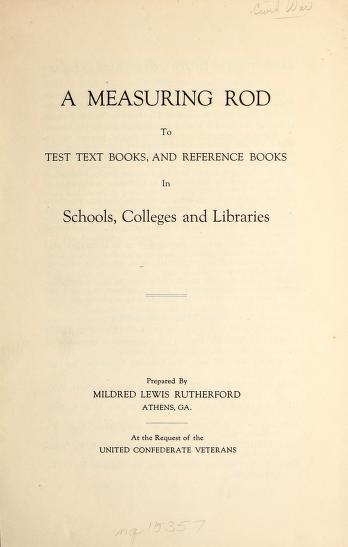 Civil War
A MEASURING ROD
To
TEST TEXT BOOKS, AND REFERENCE BOOKS
In
Schools, Colleges and Libraries
Prepared By
MILDRED LEWIS RUTHERFORD
ATHENS, GA.
At the Request of the
UNITED CONFEDERATE VETERANS
15357